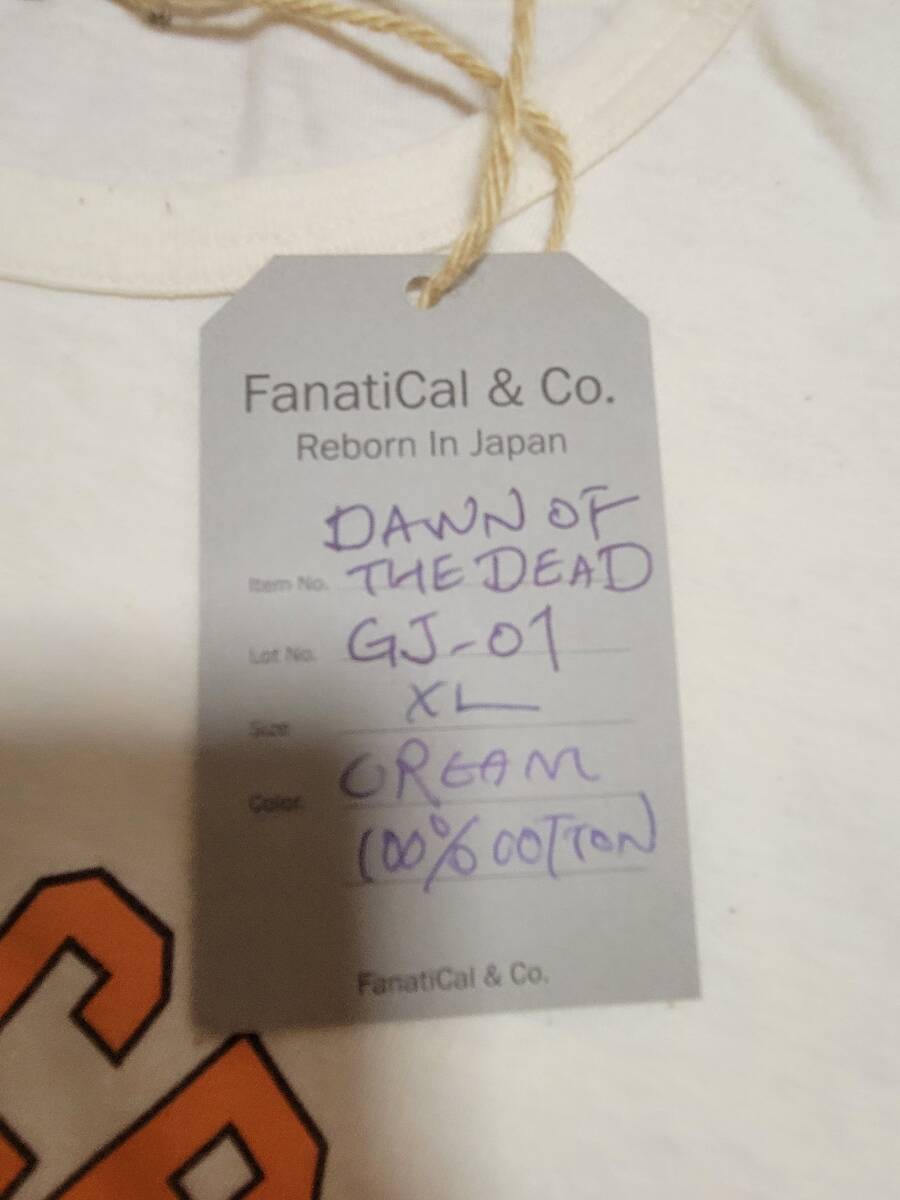 FanatiCal & Co.
Reborn In Japan
DAWN OF
Item No. THE DEAD
Lot No. GJ-01
Size XL
Color CREAM
100% COTTON
FanatiCal & Co.